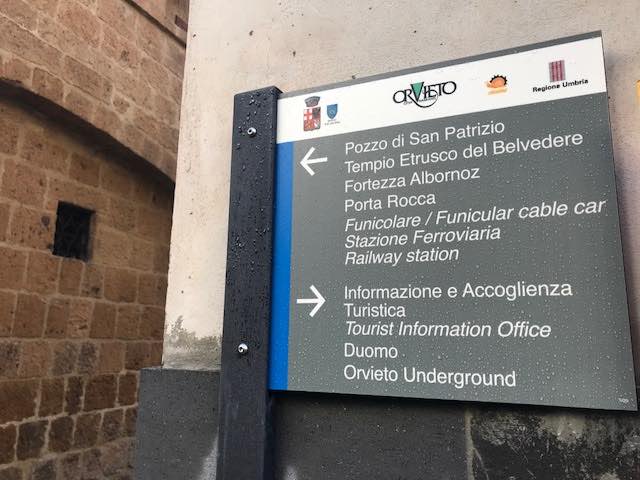 ORVIETO
Regione Umbria
Pozzo di San Patrizio
Tempio Etrusco del Belvedere
Fortezza Albornoz
Porta Rocca
Funicolare / Funicular cable car
Stazione Ferroviaria
Railway station
Informazione e Accoglienza
Turistica
Tourist Information Office
Duomo
Orvieto Underground